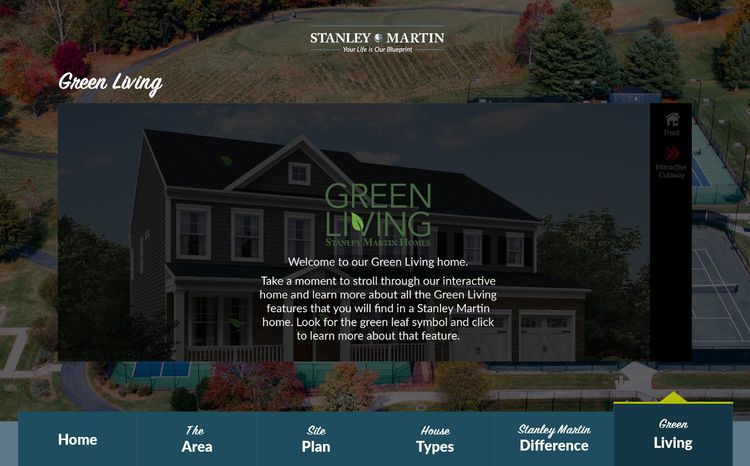 STANLEY MARTIN
Your Life is Our Blueprint
Green Living
Front
Interactive
Cutaway
GREEN
LIVING
STANLEY MARTIN HOMES
Welcome to our Green Living home.
Take a moment to stroll through our interactive
home and learn more about all the Green Living
features that you will find in a Stanley Martin
home. Look for the green leaf symbol and click
to learn more about that feature.
Home
The
Area
Site
Plan
House
Types
Stanley Martin
Difference
Green
Living